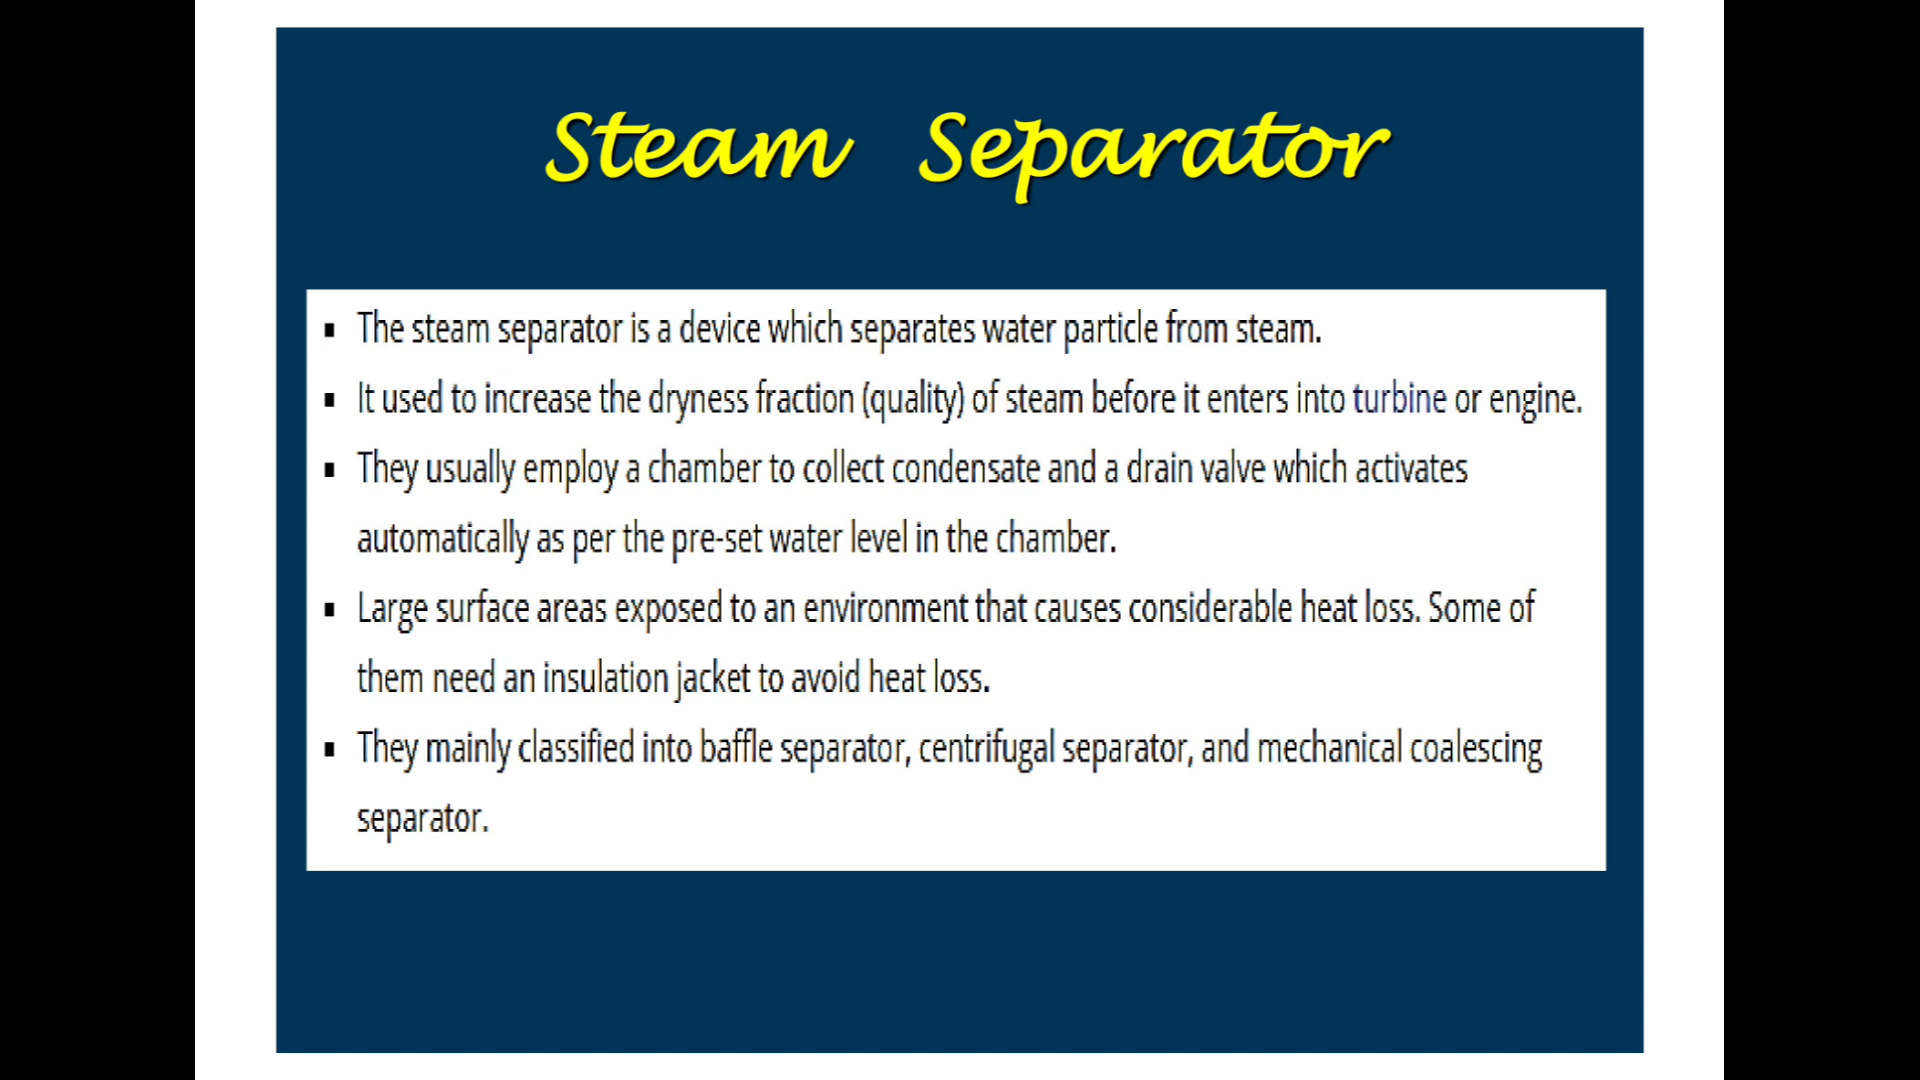 Steam Separator
▪ The steam separator is a device which separates water particle from steam.
▪ It used to increase the dryness fraction (quality) of steam before it enters into turbine or engine.
▪ They usually employ a chamber to collect condensate and a drain valve which activates
automatically as per the pre-set water level in the chamber.
▪ Large surface areas exposed to an environment that causes considerable heat loss. Some of
them need an insulation jacket to avoid heat loss.
▪ They mainly classified into baffle separator, centrifugal separator, and mechanical coalescing
separator.